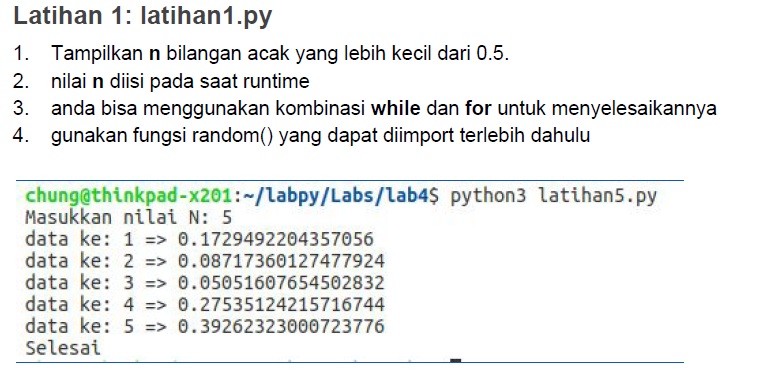 Latihan 1: latihan1.py
1. Tampilkan n bilangan acak yang lebih kecil dari 0.5.
2. nilai n diisi pada saat runtime
3. anda bisa menggunakan kombinasi while dan for untuk menyelesaikannya
4. gunakan fungsi random() yang dapat diimport terlebih dahulu
chung@thinkpad-x201:~/labpy/Labs/lab4$ python3 latihan5.py
Masukkan nilai N: 5
data ke: 1 => 0.1729492204357056
data ke: 2 => 0.08717360127477924
data ke: 3 => 0.05051607654502832
data ke: 4 => 0.27535124215716744
data ke: 5 => 0.39262323000723776
Selesai